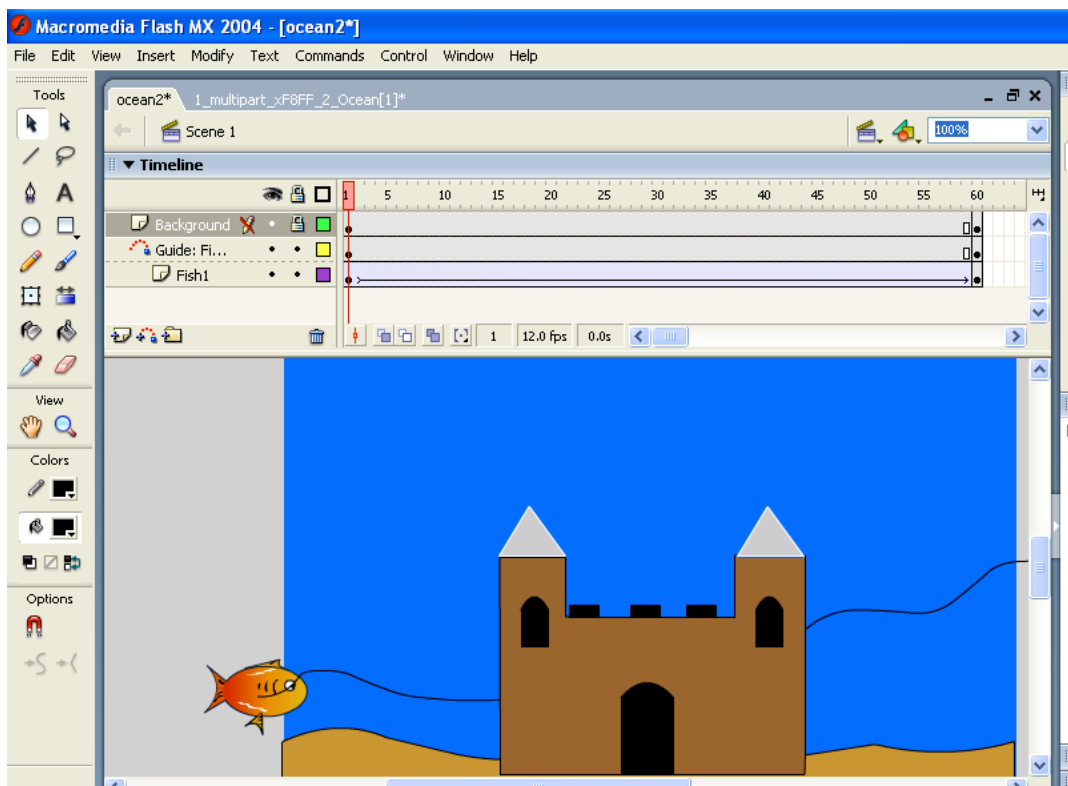 Macromedia Flash MX 2004 - [ocean2*]
File Edit View Insert Modify Text Commands Control Window Help
Tools
ocean2* 1_multipart_xF8FF_2_Ocean[1]*
Scene 1 100%
Timeline
1 5 10 15 20 25 30 35 40 45 50 55 60
Background
Guide: Fi...
Fish1
1 12.0 fps 0.0s
View
Colors
Options